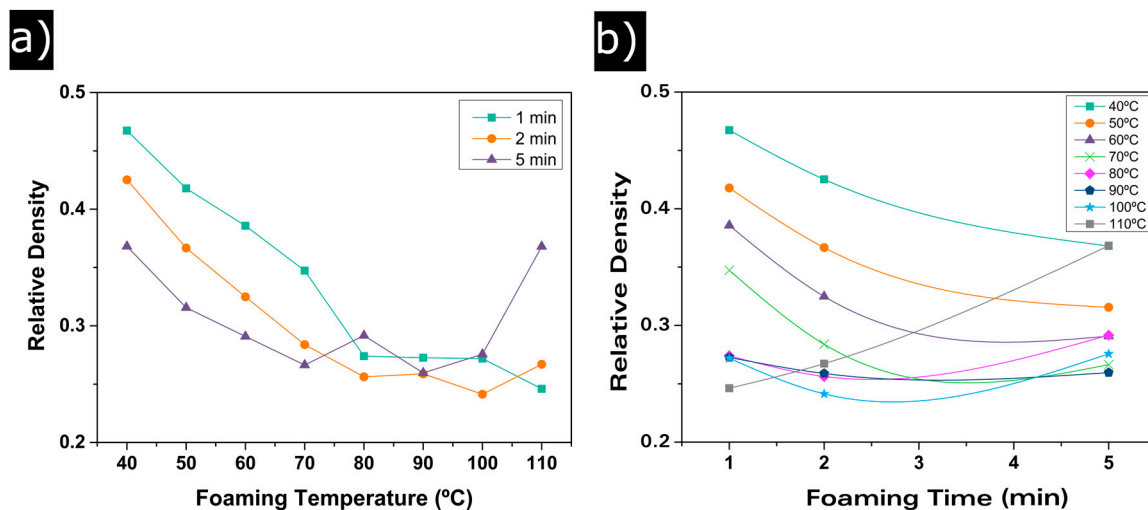 a)
0.5
0.4
0.3
0.2
Relative Density
1 min
2 min
5 min
40 50 60 70 80 90 100 110
Foaming Temperature (ºC)
b)
0.5
0.4
0.3
0.2
Relative Density
40ºC
50ºC
60ºC
70ºC
80ºC
90ºC
100ºC
110ºC
1 2 3 4 5
Foaming Time (min)